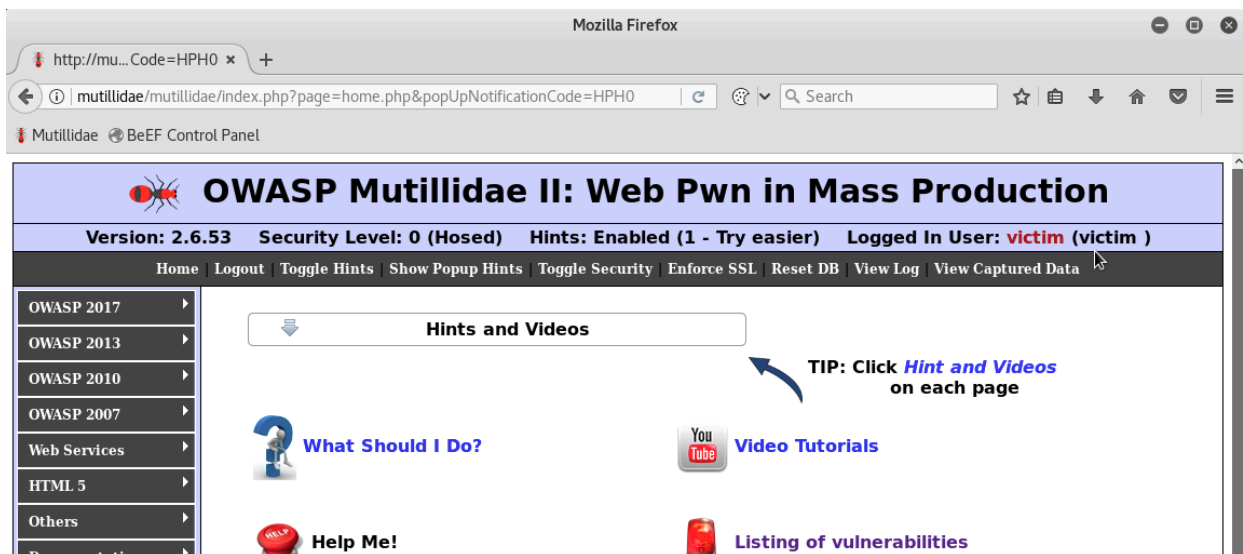 Mozilla Firefox
http://mu...Code=HPH0
mutillidae/mutillidae/index.php?page=home.php&popUpNotificationCode=HPH0
Search
Mutillidae
BeEF Control Panel
OWASP Mutillidae II: Web Pwn in Mass Production
Version: 2.6.53 Security Level: 0 (Hosed) Hints: Enabled (1 - Try easier) Logged In User: victim (victim )
Home | Logout | Toggle Hints | Show Popup Hints | Toggle Security | Enforce SSL | Reset DB | View Log | View Captured Data
OWASP 2017
OWASP 2013
OWASP 2010
OWASP 2007
Web Services
HTML 5
Others
Hints and Videos
TIP: Click Hint and Videos
on each page
What Should I Do?
You
Tube
Video Tutorials
HELP
Help Me!
Listing of vulnerabilities